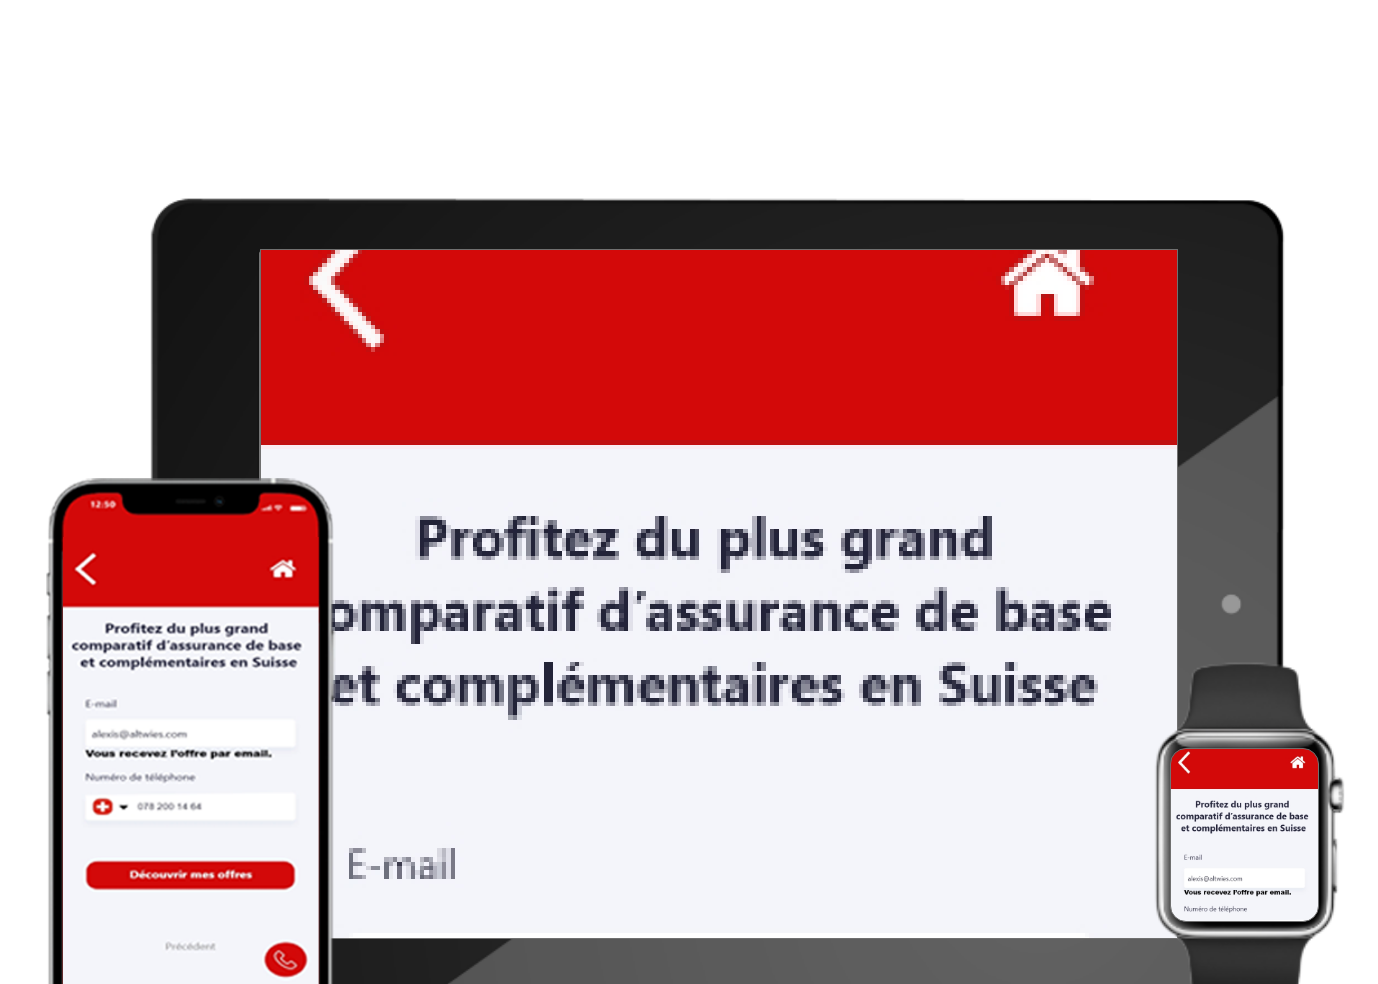 Profitez du plus grand
omparatif d'assurance de base
et complémentaires en Suisse
E-mail
12:50
Profitez du plus grand
comparatif d'assurance de base
et complémentaires en Suisse
E-mail
alexis@altwies.com
Vous recevez l'offre par email.
Numéro de téléphone
078 200 14 64
Découvrir mes offres
Précédent
Profitez du plus grand
comparatif d'assurance de base
et complémentaires en Suisse
E-mail
alexis@altwies.com
Vous recevez l'offre par email.
Numéro de téléphone